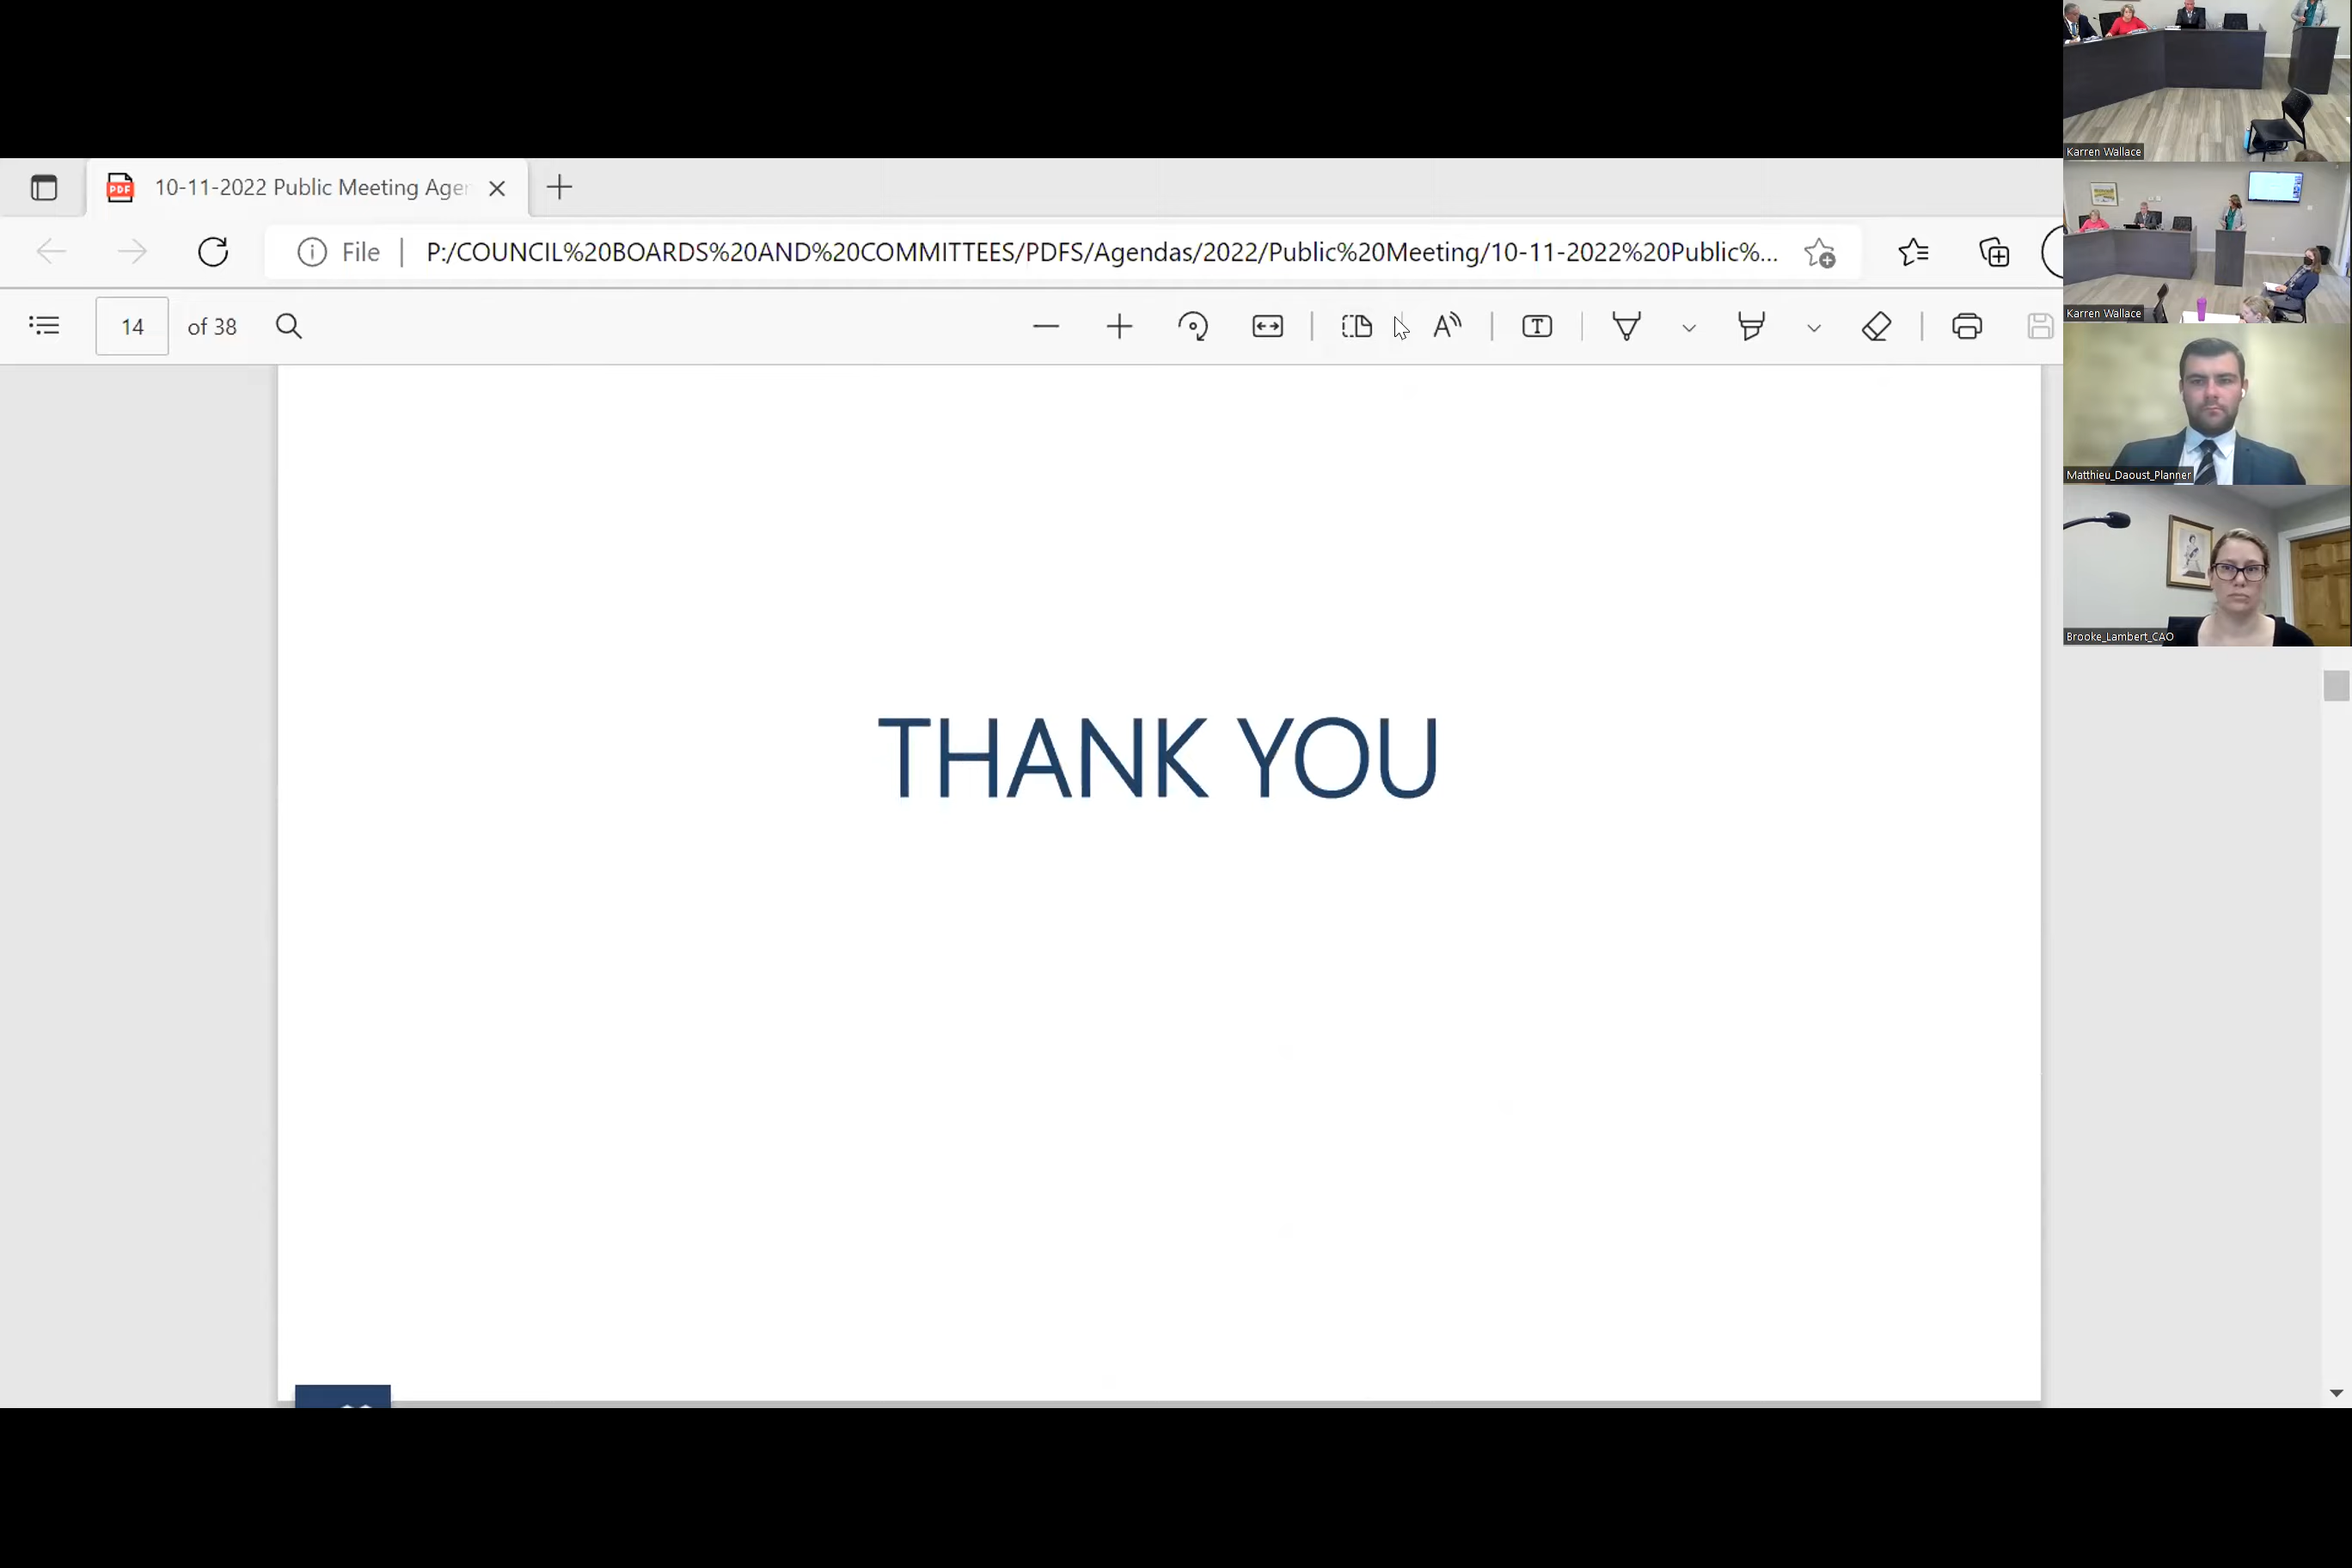 10-11-2022 Public Meeting Ager
File
P:/COUNCIL%20BOARDS%20AND%20COMMITTEES/PDFS/Agendas/2022/Public%20Meeting/10-11-2022%20Public%...
14 of 38
THANK YOU
Karren Wallace
Karren Wallace
Matthieu_Daoust_Planner
Brooke_Lambert_CAO